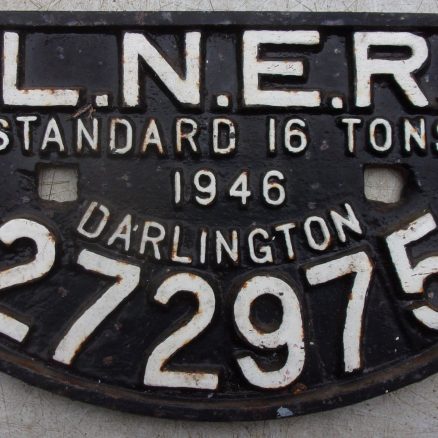 L.N.E.R.
STANDARD 16 TONS
1946
DARLINGTON
272975